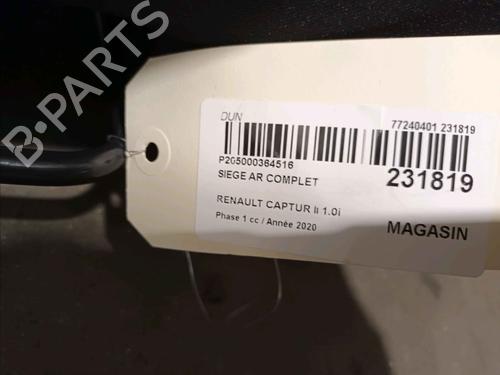 B-PARTS
DUN
77240401 231819
P205000364516
SIEGE AR COMPLET
231819
RENAULT CAPTUR II 1.0i
Phase 1 cc / Année 2020
MAGASIN